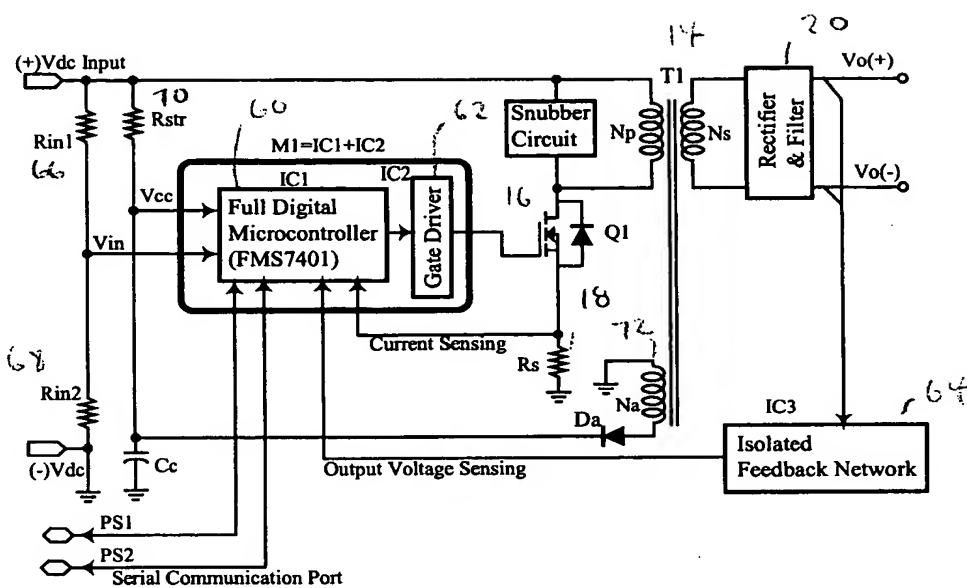 14
20
(+)Vdc Input
T1
Vo(+)
70
Rstr
60
62
Snubber
Circuit
Np
Ns
Rectifier
& Filter
Rin1
66
M1=IC1+IC2
IC1
IC2
Vcc
Full Digital
Microcontroller
(FMS7401)
Gate Driver
16
Q1
Vo(-)
Vin
18
72
Current Sensing
Rs
68
Rin2
Na
Da
IC3
64
(-)Vdc
Cc
Output Voltage Sensing
Isolated
Feedback Network
PS1
PS2
Serial Communication Port